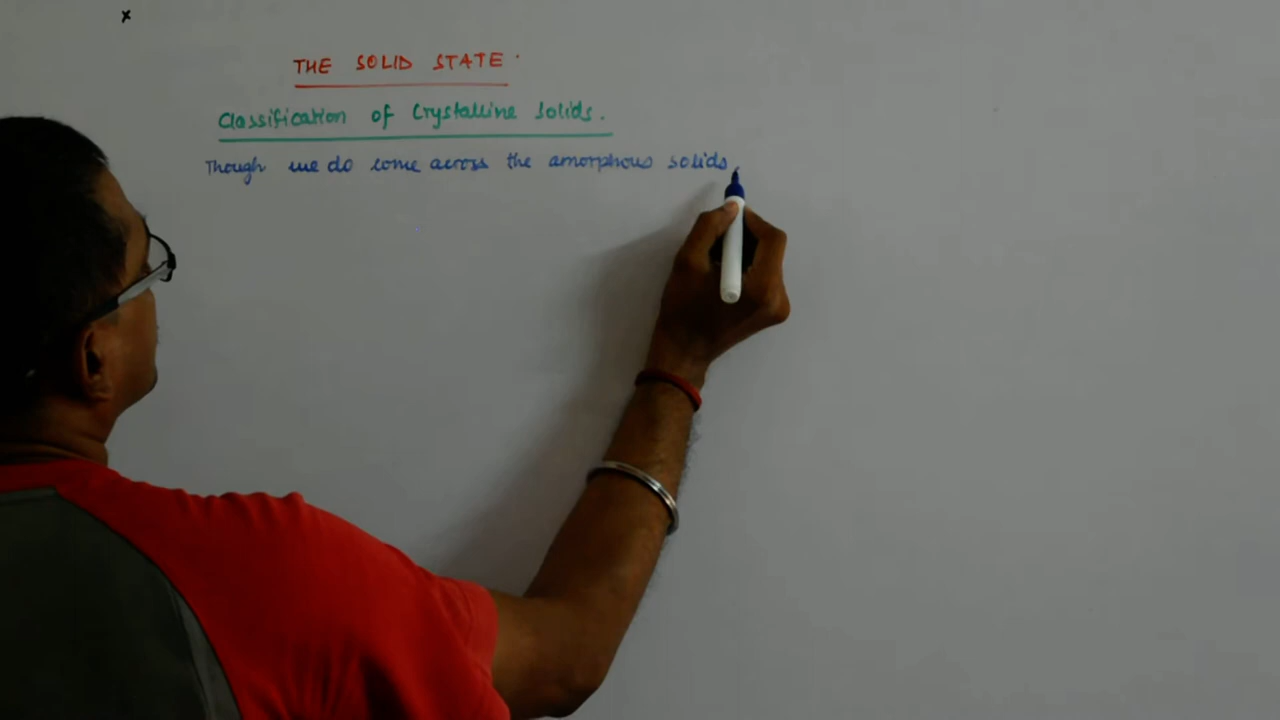 x
THE SOLID STATE.
Classification of Crystalline Solids.
Though we do come across the amorphous solids,